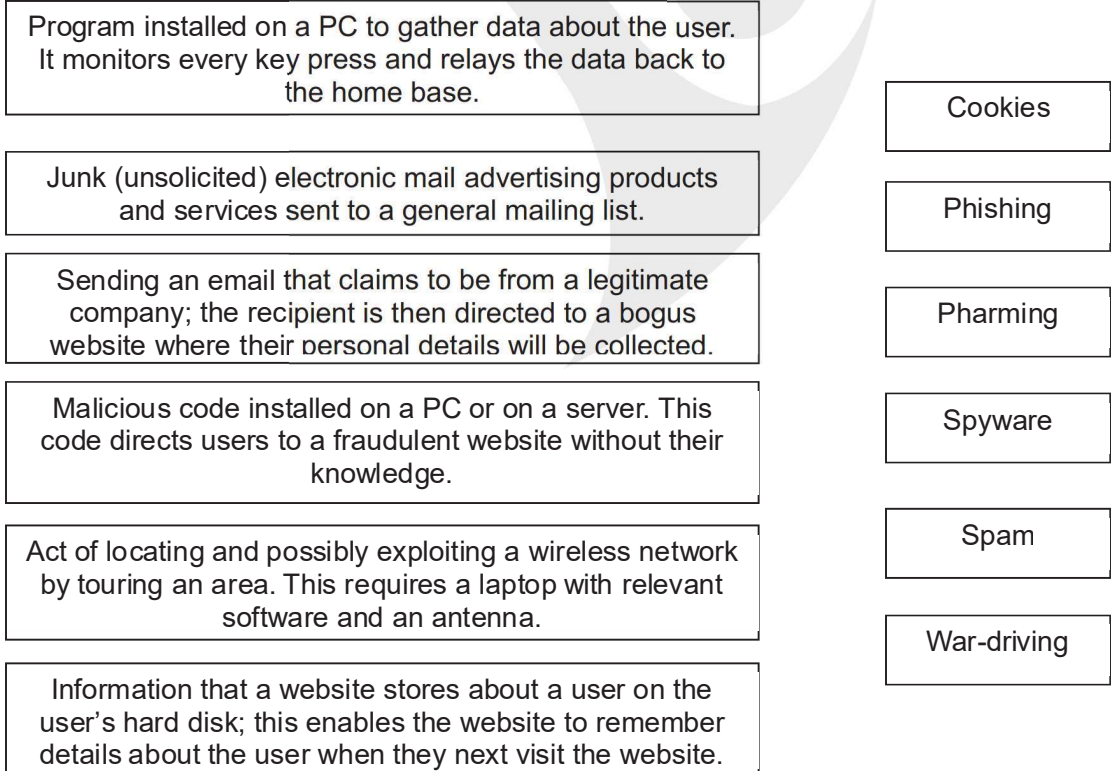 Program installed on a PC to gather data about the user.
It monitors every key press and relays the data back to
the home base.
Junk (unsolicited) electronic mail advertising products
and services sent to a general mailing list.
Sending an email that claims to be from a legitimate
company; the recipient is then directed to a bogus
website where their personal details will be collected.
Malicious code installed on a PC or on a server. This
code directs users to a fraudulent website without their
knowledge.
Act of locating and possibly exploiting a wireless network
by touring an area. This requires a laptop with relevant
software and an antenna.
Information that a website stores about a user on the
user's hard disk; this enables the website to remember
details about the user when they next visit the website.
Cookies
Phishing
Pharming
Spyware
Spam
War-driving